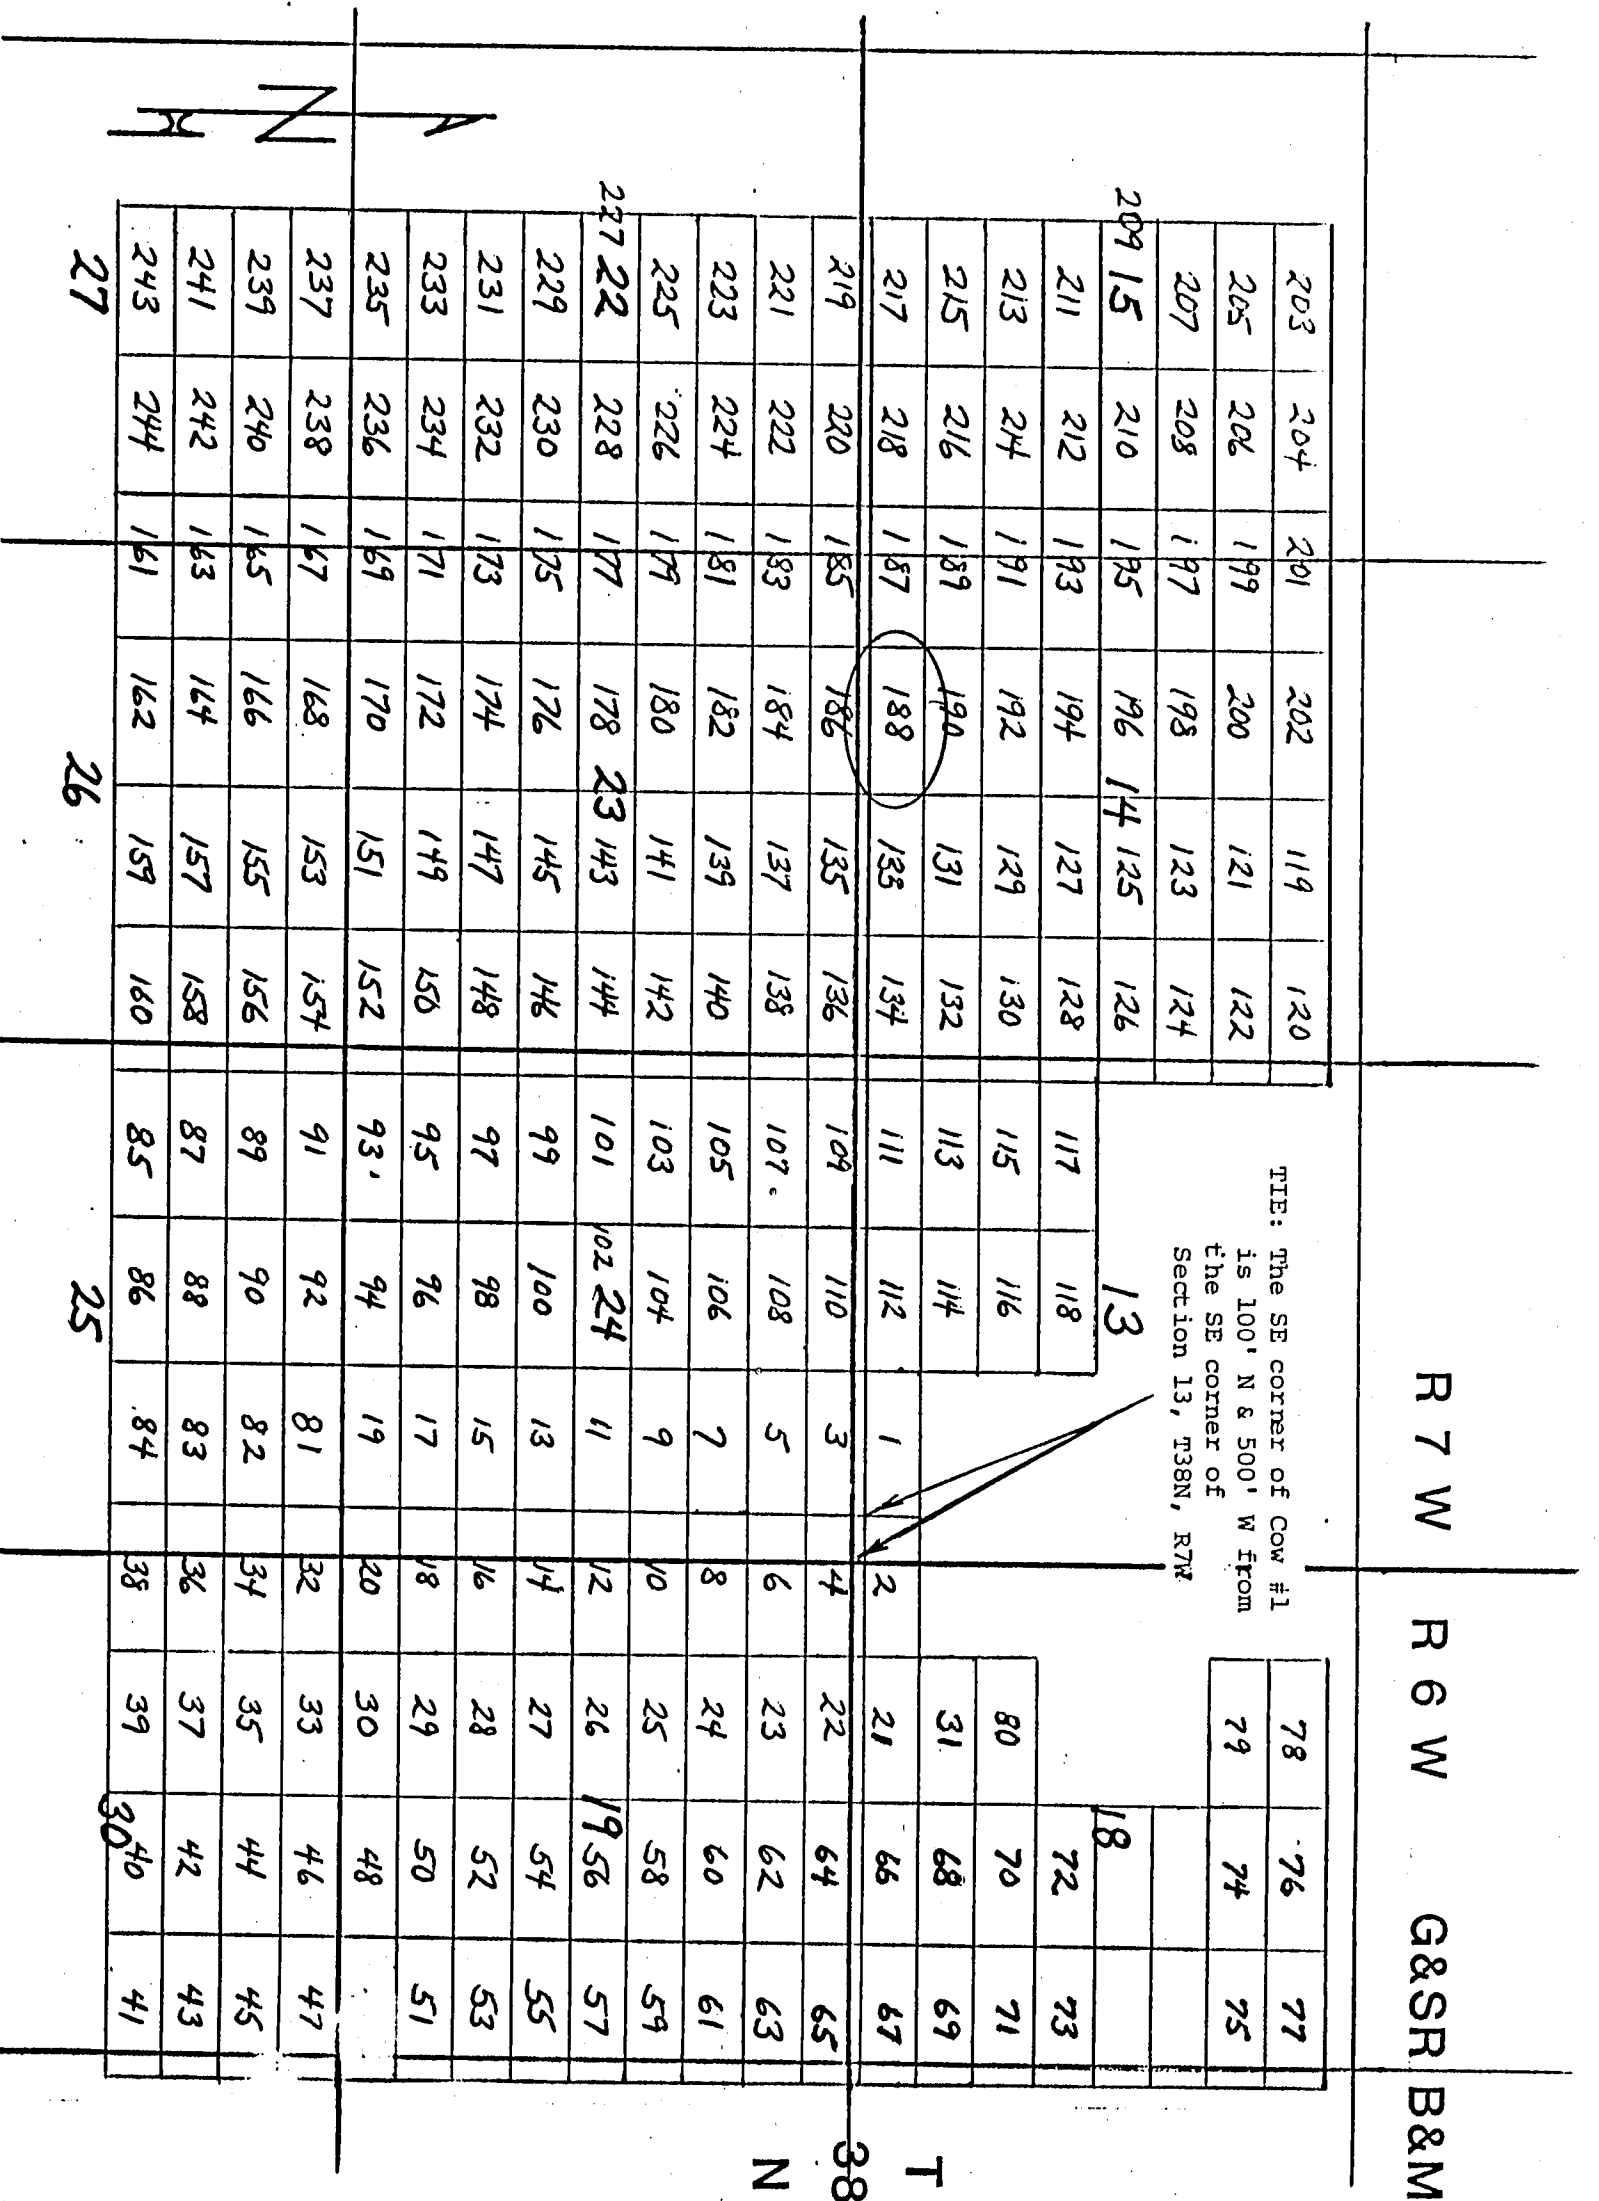 R 7 W R 6 W G&SR B&M
TIE: The SE corner of Cow #1
is 100' N & 500' W from
the SE corner of
Section 13, T38N, R7W
203 204 201 202 119 120 78 76 77
205 206 199 200 121 122 79 74 75
207 208 197 198 123 124
209 15 210 195 196 14 125 126 13 18
211 212 193 194 127 128 117 118 72 73
213 214 191 192 129 130 115 116 80 70 71
215 216 189 190 131 132 113 114 31 68 69
217 218 187 188 133 134 111 112 1 2 21 66 67
219 220 185 186 135 136 109 110 3 4 22 64 65
221 222 183 184 137 138 107 108 5 6 23 62 63
223 224 181 182 139 140 105 106 7 8 24 60 61
225 226 179 180 141 142 103 104 9 10 25 58 59
227 22 228 177 178 23 143 144 101 102 24 11 12 26 19 56 57
229 230 175 176 145 146 99 100 13 14 27 54 55
231 232 173 174 147 148 97 98 15 16 28 52 53
233 234 171 172 149 150 95 96 17 18 29 50 51
235 236 169 170 151 152 93 94 19 20 30 48
237 238 167 168 153 154 91 92 81 32 33 46 47
239 240 165 166 155 156 89 90 82 34 35 44 45
241 242 163 164 157 158 87 88 83 36 37 42 43
243 244 161 162 159 160 85 86 84 38 39 40 41
27 26 25 30
T
38
N
N